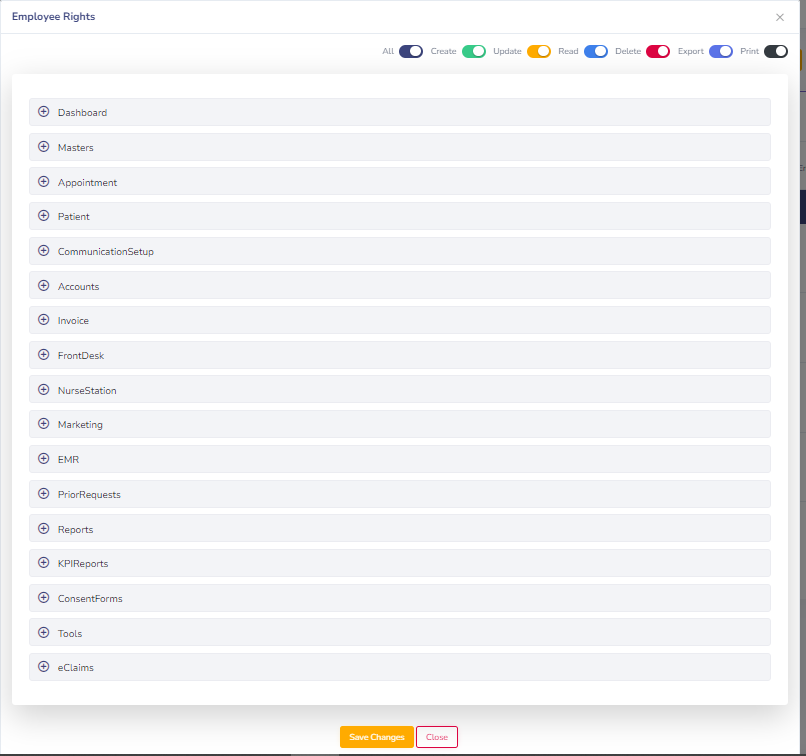 Employee Rights
All Create Update Read Delete Export Print
Dashboard
Masters
Appointment
Patient
CommunicationSetup
Accounts
Invoice
FrontDesk
NurseStation
Marketing
EMR
PriorRequests
Reports
KPIReports
ConsentForms
Tools
eClaims
Save Changes Close